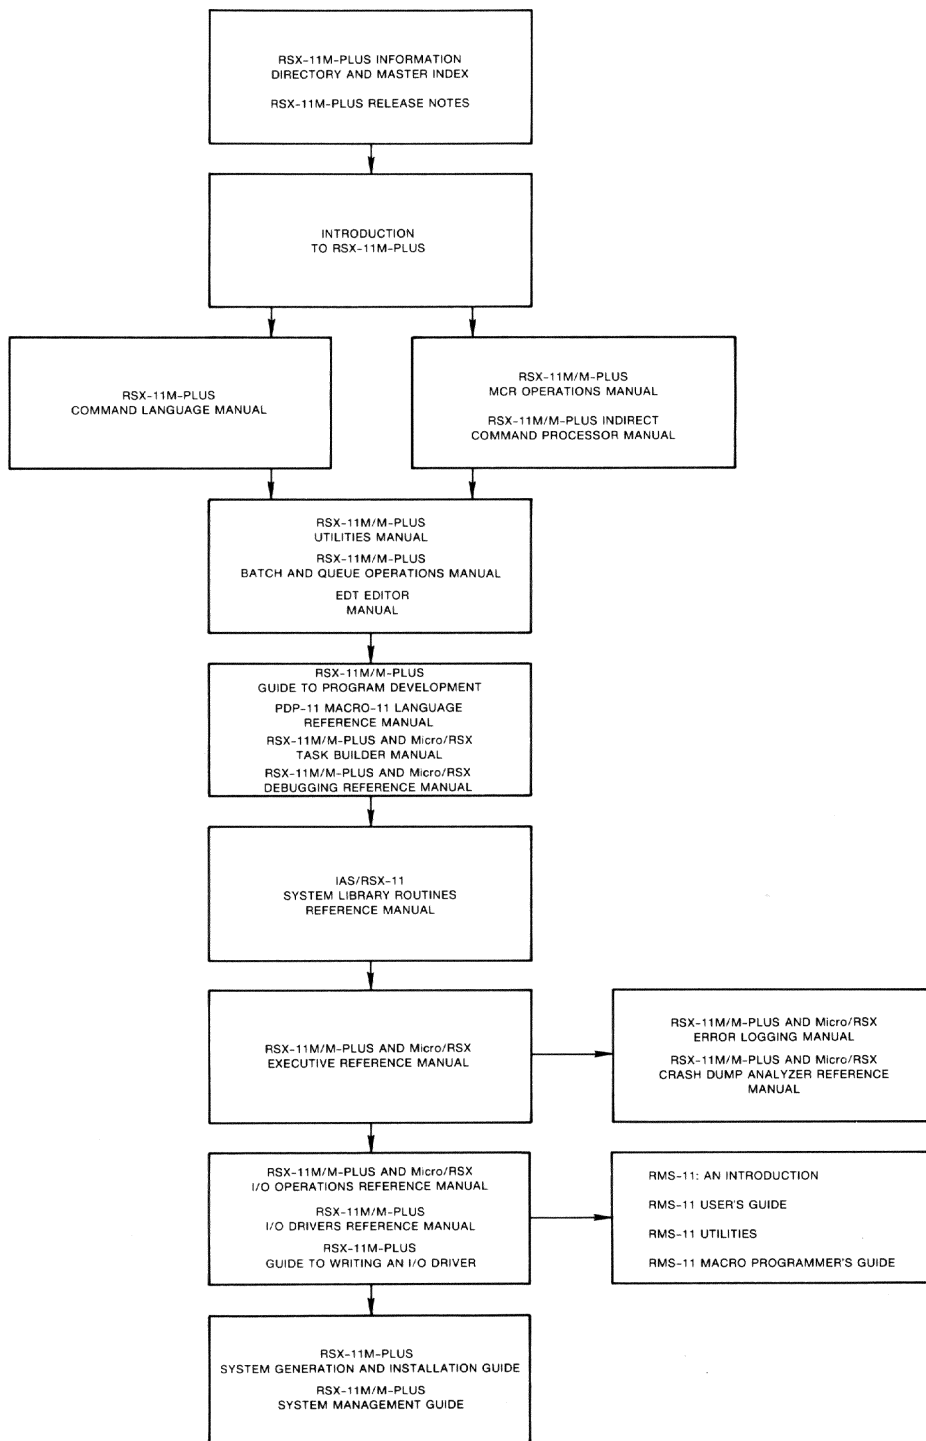 RSX-11M-PLUS INFORMATION
DIRECTORY AND MASTER INDEX
RSX-11M-PLUS RELEASE NOTES
INTRODUCTION
TO RSX-11M-PLUS
RSX-11M-PLUS
COMMAND LANGUAGE MANUAL
RSX-11M/M-PLUS
MCR OPERATIONS MANUAL
RSX-11M/M-PLUS INDIRECT
COMMAND PROCESSOR MANUAL
RSX-11M/M-PLUS
UTILITIES MANUAL
RSX-11M/M-PLUS
BATCH AND QUEUE OPERATIONS MANUAL
EDT EDITOR
MANUAL
RSX-11M/M-PLUS
GUIDE TO PROGRAM DEVELOPMENT
PDP-11 MACRO-11 LANGUAGE
REFERENCE MANUAL
RSX-11M/M-PLUS AND Micro/RSX
TASK BUILDER MANUAL
RSX-11M/M-PLUS AND Micro/RSX
DEBUGGING REFERENCE MANUAL
IAS/RSX-11
SYSTEM LIBRARY ROUTINES
REFERENCE MANUAL
RSX-11M/M-PLUS AND Micro/RSX
EXECUTIVE REFERENCE MANUAL
RSX-11M/M-PLUS AND Micro/RSX
ERROR LOGGING MANUAL
RSX-11M/M-PLUS AND Micro/RSX
CRASH DUMP ANALYZER REFERENCE
MANUAL
RSX-11M/M-PLUS AND Micro/RSX
I/O OPERATIONS REFERENCE MANUAL
RSX-11M/M-PLUS
I/O DRIVERS REFERENCE MANUAL
RSX-11M-PLUS
GUIDE TO WRITING AN I/O DRIVER
RMS-11: AN INTRODUCTION
RMS-11 USER'S GUIDE
RMS-11 UTILITIES
RMS-11 MACRO PROGRAMMER'S GUIDE
RSX-11M-PLUS
SYSTEM GENERATION AND INSTALLATION GUIDE
RSX-11M/M-PLUS
SYSTEM MANAGEMENT GUIDE